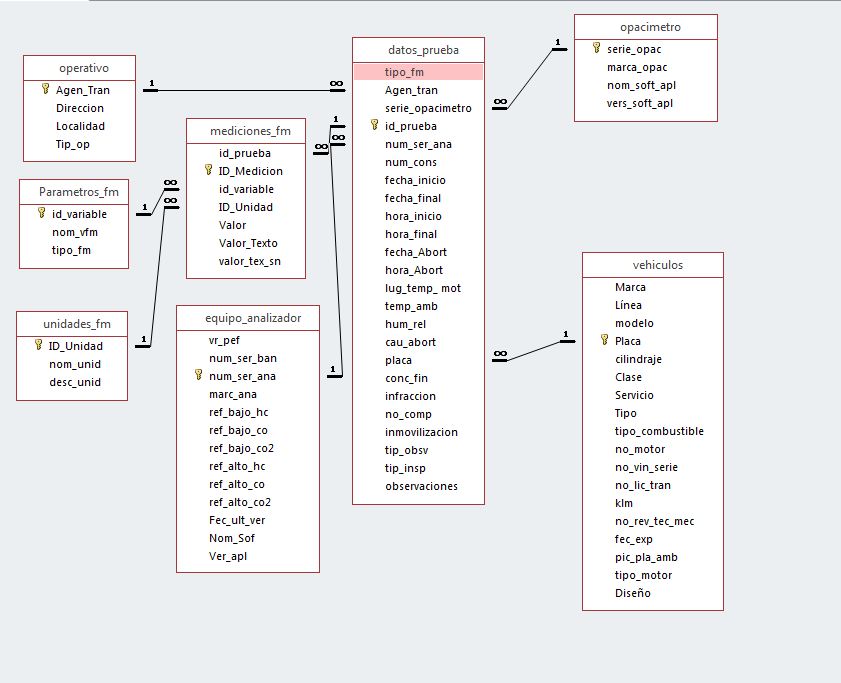 operativo
Agen_Tran
Direccion
Localidad
Tip_op
Parametros_fm
id_variable
nom_vfm
tipo_fm
unidades_fm
ID_Unidad
nom_unid
desc_unid
mediciones_fm
id_prueba
ID_Medicion
id_variable
ID_Unidad
Valor
Valor_Texto
valor_tex_sn
equipo_analizador
vr_pef
num_ser_ban
num_ser_ana
marc_ana
ref_bajo_hc
ref_bajo_co
ref_bajo_co2
ref_alto_hc
ref_alto_co
ref_alto_co2
Fec_ult_ver
Nom_Sof
Ver_apl
datos_prueba
tipo_fm
Agen_tran
serie_opacimetro
id_prueba
num_ser_ana
num_cons
fecha_inicio
fecha_final
hora_inicio
hora_final
fecha_Abort
hora_Abort
lug_temp_ mot
temp_amb
hum_rel
cau_abort
placa
conc_fin
infraccion
no_comp
inmovilizacion
tip_obsv
tip_insp
observaciones
opacimetro
serie_opac
marca_opac
nom_soft_apl
vers_soft_apl
vehiculos
Marca
Línea
modelo
Placa
cilindraje
Clase
Servicio
Tipo
tipo_combustible
no_motor
no_vin_serie
no_lic_tran
klm
no_rev_tec_mec
fec_exp
pic_pla_amb
tipo_motor
Diseño
1 ∞
1 ∞
1 ∞
1 ∞
1 ∞
1 ∞
1 ∞